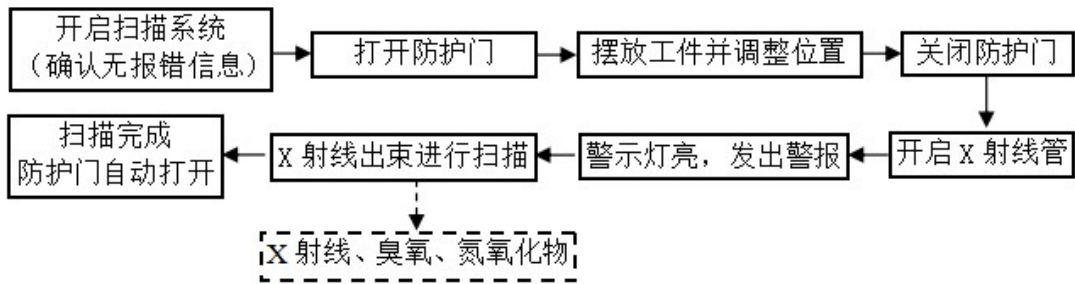 开启扫描系统
（确认无报错信息）
打开防护门
摆放工件并调整位置
关闭防护门
开启X射线管
警示灯亮，发出警报
X射线出束进行扫描
扫描完成
防护门自动打开
X射线、臭氧、氮氧化物